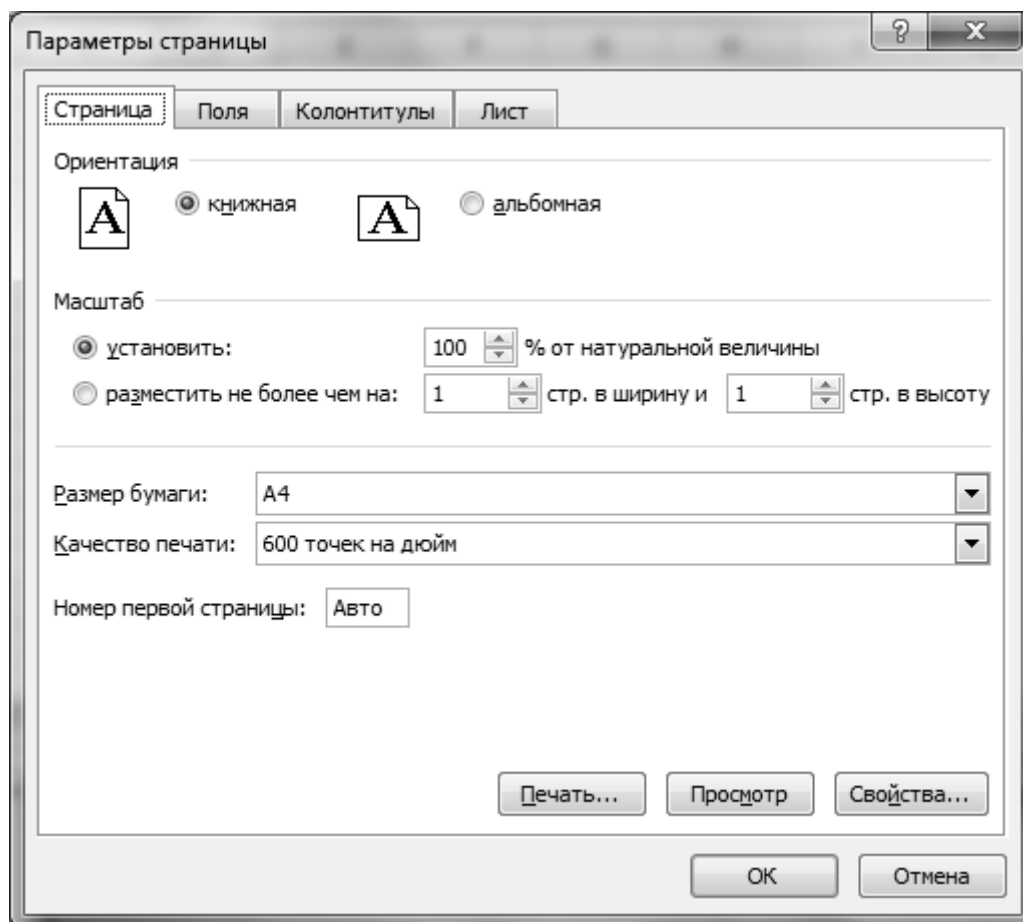 Параметры страницы
Страница Поля Колонтитулы Лист
Ориентация
A книжная A альбомная
Масштаб
установить: 100 % от натуральной величины
разместить не более чем на: 1 стр. в ширину и 1 стр. в высоту
Размер бумаги: A4
Качество печати: 600 точек на дюйм
Номер первой страницы: Авто
Печать... Просмотр Свойства...
ОК Отмена